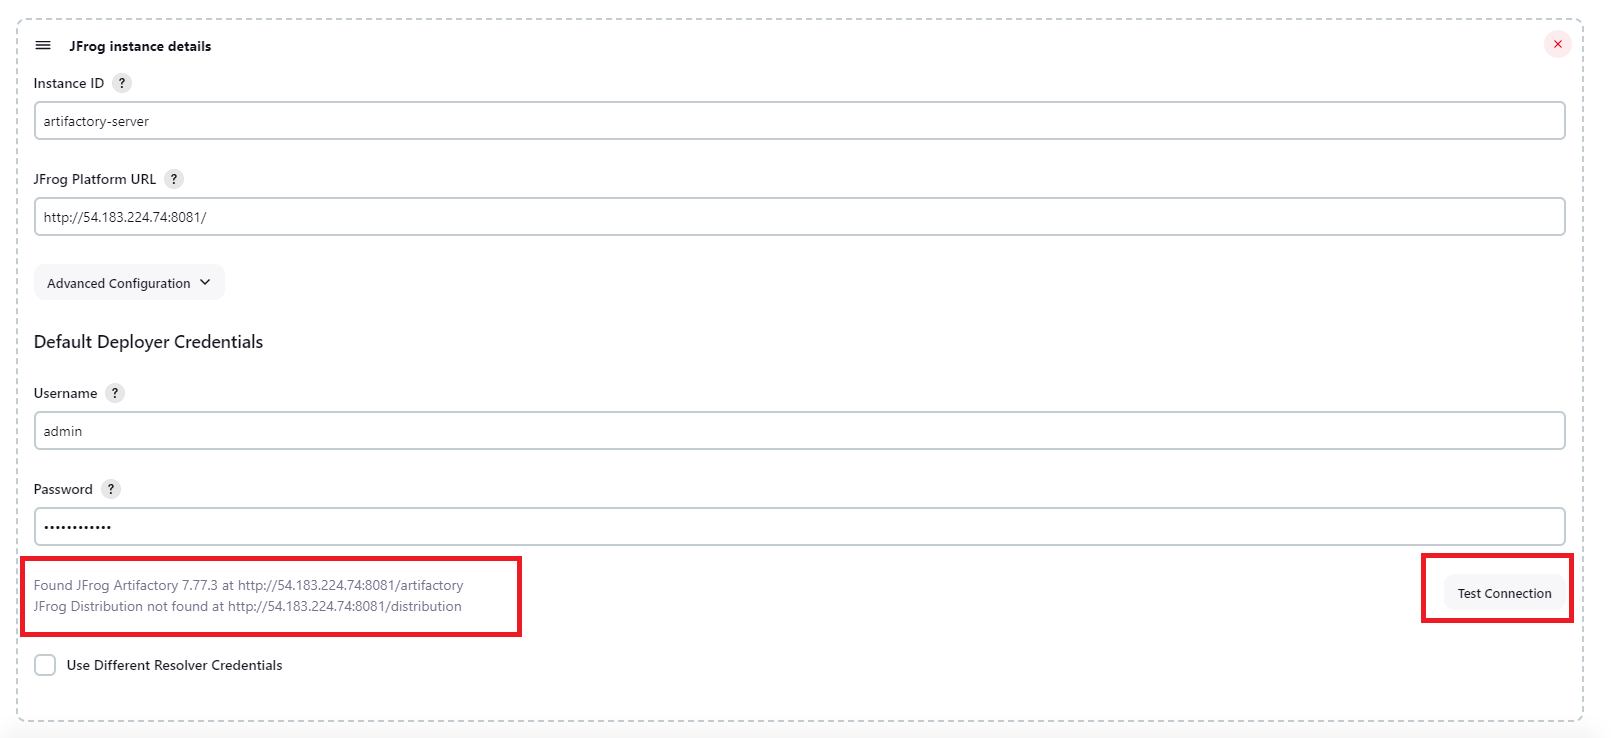 JFrog instance details
Instance ID ?
artifactory-server
JFrog Platform URL ?
http://54.183.224.74:8081/
Advanced Configuration
Default Deployer Credentials
Username ?
admin
Password ?
••••••••••••
Found JFrog Artifactory 7.77.3 at http://54.183.224.74:8081/artifactory
JFrog Distribution not found at http://54.183.224.74:8081/distribution
Test Connection
Use Different Resolver Credentials